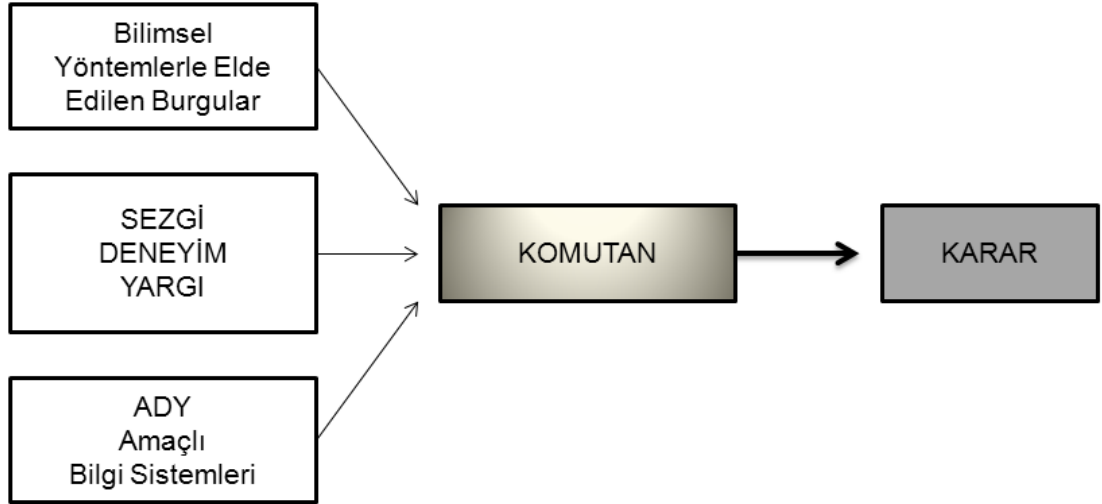 Bilimsel
Yöntemlerle Elde
Edilen Burgular
SEZGİ
DENEYİM
YARGI
ADY
Amaçlı
Bilgi Sistemleri
KOMUTAN
KARAR